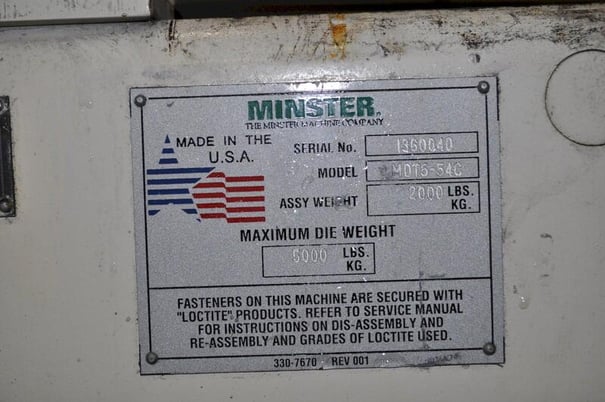 MINSTER®
THE MINSTER MACHINE COMPANY
MADE IN THE
U.S.A.
SERIAL No. 1360040
MODEL
ASSY WEIGHT 2000 LBS.
KG.
MAXIMUM DIE WEIGHT
LBS.
KG.
FASTENERS ON THIS MACHINE ARE SECURED WITH
"LOCTITE" PRODUCTS. REFER TO SERVICE MANUAL
FOR INSTRUCTIONS ON DIS-ASSEMBLY AND
RE-ASSEMBLY AND GRADES OF LOCTITE USED.
330-7670 REV 001